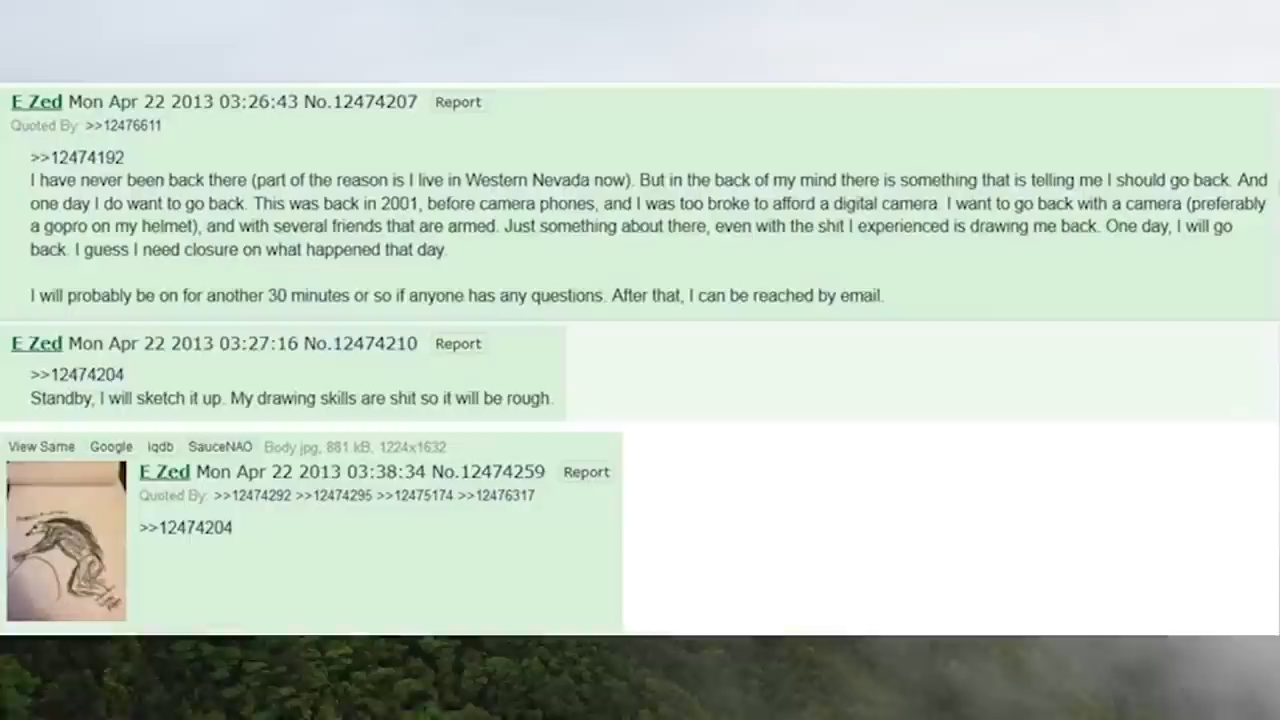 E Zed Mon Apr 22 2013 03:26:43 No.12474207 Report
Quoted By: >>12476611
>>12474192
I have never been back there (part of the reason is I live in Western Nevada now). But in the back of my mind there is something that is telling me I should go back. And
one day I do want to go back. This was back in 2001, before camera phones, and I was too broke to afford a digital camera. I want to go back with a camera (preferably
a gopro on my helmet), and with several friends that are armed. Just something about there, even with the shit I experienced is drawing me back. One day, I will go
back. I guess I need closure on what happened that day.
I will probably be on for another 30 minutes or so if anyone has any questions. After that, I can be reached by email.
E Zed Mon Apr 22 2013 03:27:16 No.12474210 Report
>>12474204
Standby, I will sketch it up. My drawing skills are shit so it will be rough.
View Same Google iqdb SauceNAO Body.jpg, 881 kB, 1224x1632
E Zed Mon Apr 22 2013 03:38:34 No.12474259 Report
Quoted By: >>12474292 >>12474295 >>12475174 >>12476317
>>12474204